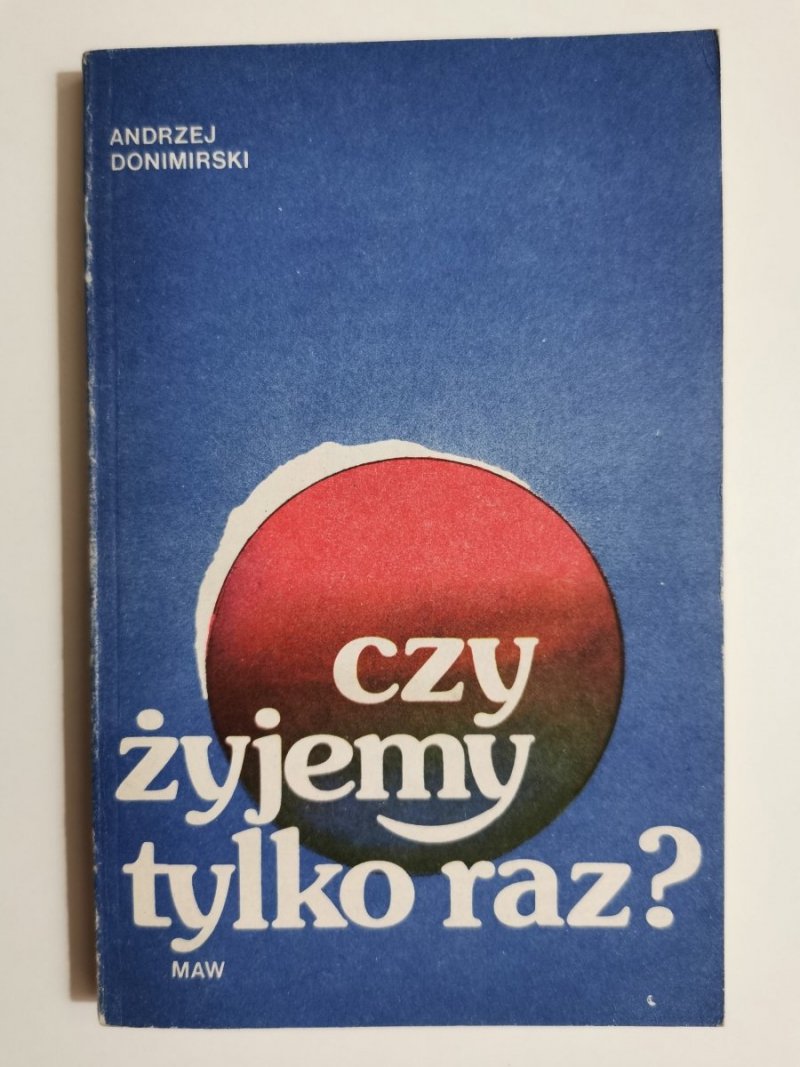 ANDRZEJ
DONIMIRSKI
czy
żyjemy
tylko raz?
MAW